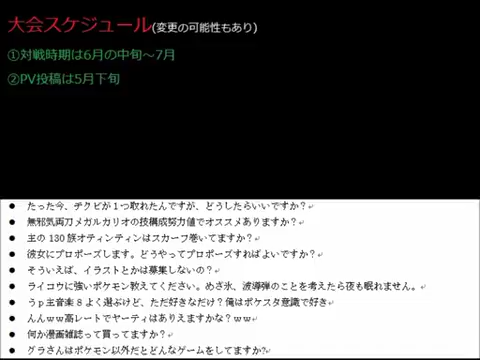 大会スケジュール(変更の可能性もあり)
①対戦時期は6月の中旬～7月
②PV投稿は5月下旬
● たった今、チクビが１つ取れたんですが、どうしたらいいですか？
● 無邪気両刀メガルカリオの技構成努力値でオススメありますか？
● 主の 130 族オティンティンはスカーフ巻いてますか？
● 彼女にプロポーズします。どうやってプロポーズすればよいですか？
● そういえば、イラストとかは募集しないの？
● ライコウに強いポケモン教えてください。めざ氷、波導弾のことを考えたら夜も眠れません。
● うｐ主音楽８よく選ぶけど、ただ好きなだけ？俺はポケスタ意識で好き
● んんｗｗ高レートでヤーティはありえますかな？ｗｗ
● 何か漫画雑誌って買ってますか？
● グラさんはポケモン以外だとどんなゲームをしてますか?